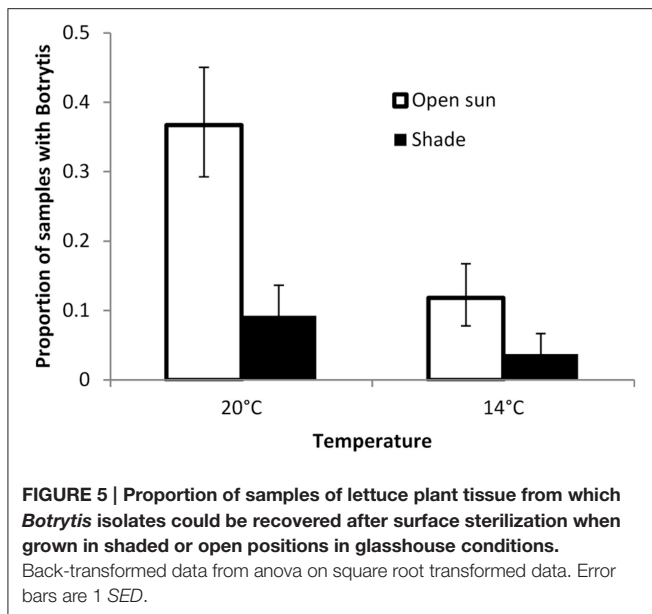 Proportion of samples with Botrytis
0.5
0.4
0.3
0.2
0.1
0
Open sun
Shade
20°C
14°C
Temperature
FIGURE 5 | Proportion of samples of lettuce plant tissue from which
Botrytis isolates could be recovered after surface sterilization when
grown in shaded or open positions in glasshouse conditions.
Back-transformed data from anova on square root transformed data. Error
bars are 1 SED.